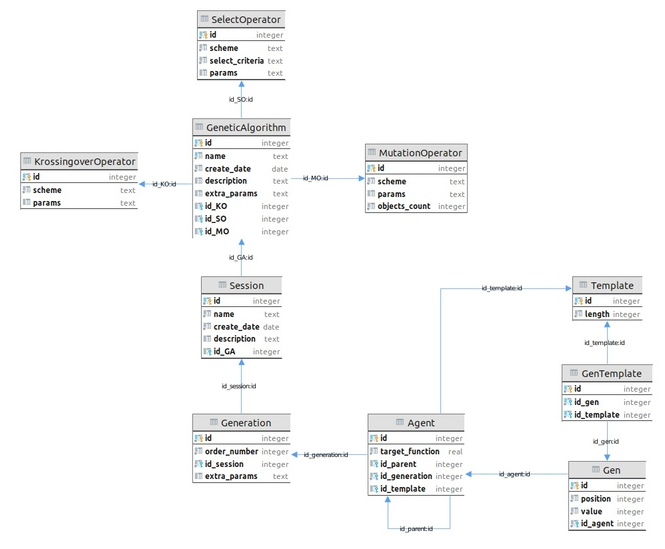 SelectOperator
id integer
scheme text
select_criteria text
params text
id_SO:id
GeneticAlgorithm
id integer
name text
create_date date
description text
extra_params text
id_KO integer
id_SO integer
id_MO integer
KrossingoverOperator
id integer
scheme text
params text
id_KO:id
id_MO:id
MutationOperator
id integer
scheme text
params text
objects_count integer
id_GA:id
Session
id integer
name text
create_date date
description text
id_GA integer
id_session:id
Generation
id integer
order_number integer
id_session integer
extra_params text
id_generation:id
Agent
id integer
target_function real
id_parent integer
id_generation integer
id_template integer
id_parent:id
id_template:id
Template
id integer
length integer
id_template:id
GenTemplate
id integer
id_gen integer
id_template integer
id_gen:id
id_agent:id
Gen
id integer
position integer
value integer
id_agent integer